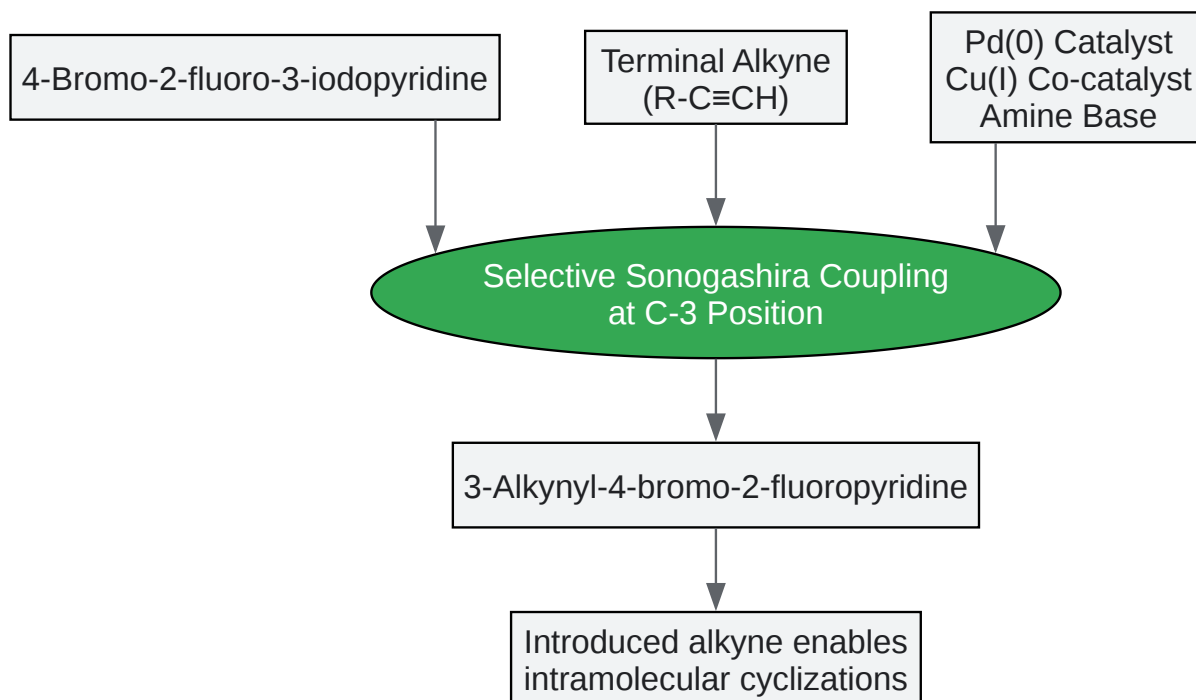 4-Bromo-2-fluoro-3-iodopyridine
Terminal Alkyne
(R-C≡CH)
Pd(0) Catalyst
Cu(I) Co-catalyst
Amine Base
Selective Sonogashira Coupling
at C-3 Position
3-Alkynyl-4-bromo-2-fluoropyridine
Introduced alkyne enables
intramolecular cyclizations